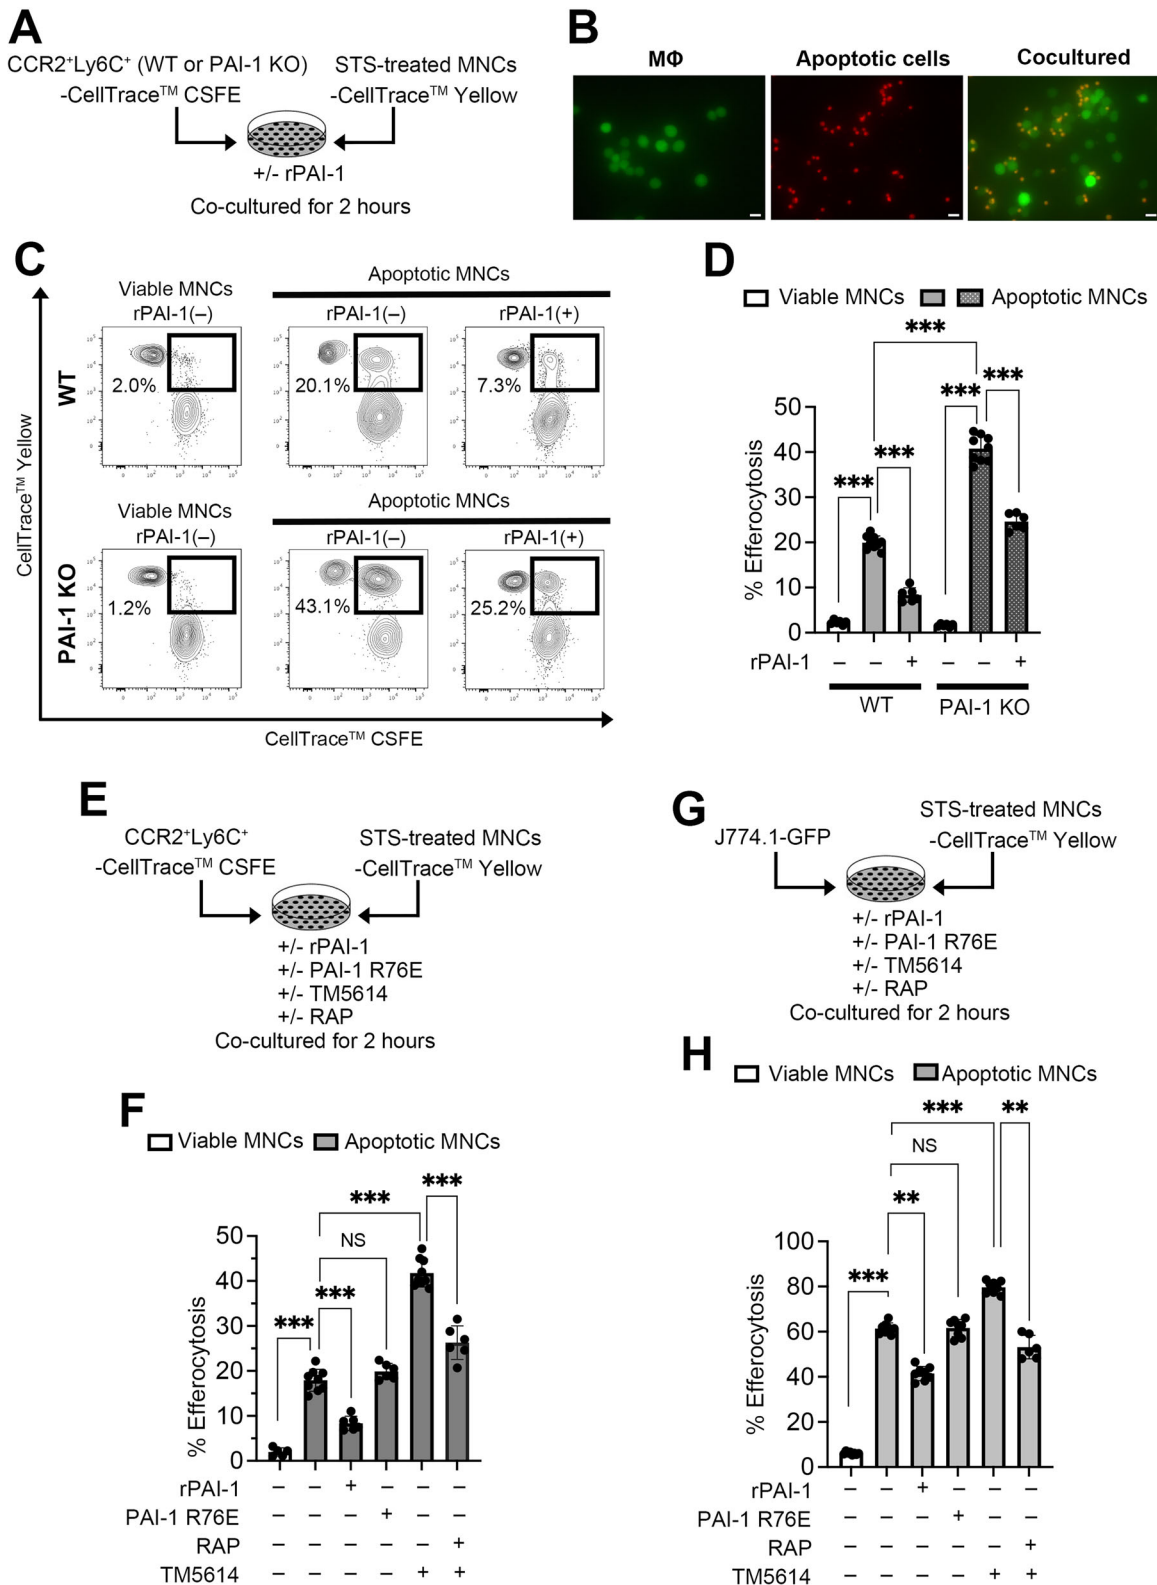 A
CCR2⁺Ly6C⁺ (WT or PAI-1 KO)
-CellTrace™ CSFE
STS-treated MNCs
-CellTrace™ Yellow
+/- rPAI-1
Co-cultured for 2 hours
B
MΦ
Apoptotic cells
Cocultured
C
Viable MNCs
rPAI-1(–)
Apoptotic MNCs
rPAI-1(–)
rPAI-1(+)
WT
2.0%
20.1%
7.3%
Viable MNCs
rPAI-1(–)
Apoptotic MNCs
rPAI-1(–)
rPAI-1(+)
PAI-1 KO
1.2%
43.1%
25.2%
CellTrace™ Yellow
CellTrace™ CSFE
D
Viable MNCs
Apoptotic MNCs
***
*** ***
*** ***
% Efferocytosis
50
40
30
20
10
0
rPAI-1 – – + – – +
WT
PAI-1 KO
E
CCR2⁺Ly6C⁺
-CellTrace™ CSFE
STS-treated MNCs
-CellTrace™ Yellow
+/- rPAI-1
+/- PAI-1 R76E
+/- TM5614
+/- RAP
Co-cultured for 2 hours
F
Viable MNCs
Apoptotic MNCs
***
***
NS
***
***
% Efferocytosis
50
40
30
20
10
0
rPAI-1 – – + – – –
PAI-1 R76E – – – + – –
RAP – – – – – +
TM5614 – – – – + +
G
J774.1-GFP
STS-treated MNCs
-CellTrace™ Yellow
+/- rPAI-1
+/- PAI-1 R76E
+/- TM5614
+/- RAP
Co-cultured for 2 hours
H
Viable MNCs
Apoptotic MNCs
*** **
NS
**
***
% Efferocytosis
100
80
60
40
20
0
rPAI-1 – – + – – –
PAI-1 R76E – – – + – –
RAP – – – – – +
TM5614 – – – – + +